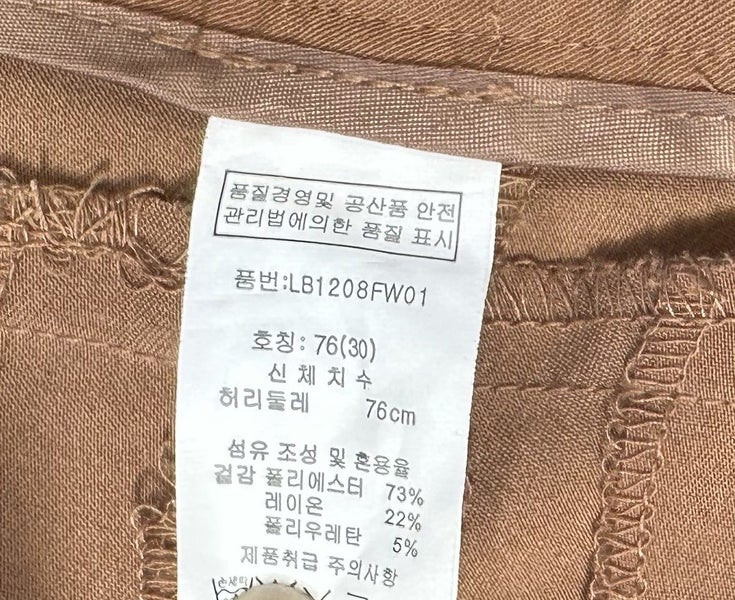 품질경영및 공산품 안전
관리법에의한 품질 표시
품번:LB1208FW01
호칭: 76(30)
신 체 치 수
허리둘레 76cm
섬유 조성 및 혼용율
겉감 폴리에스터 73%
레이온 22%
폴리우레탄 5%
제품취급 주의사항